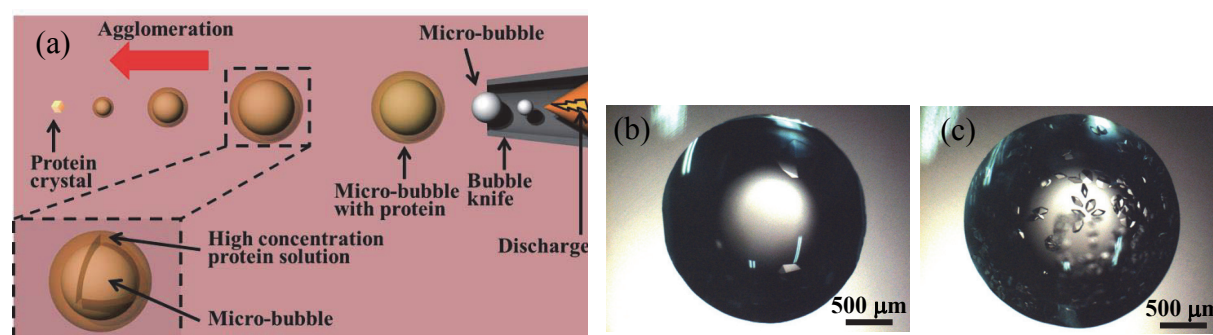 (a)
Agglomeration
Micro-bubble
Protein
crystal
Micro-bubble
with protein
Bubble
knife
Discharge
High concentration
protein solution
Micro-bubble
(b)
500 μm
(c)
500 μm